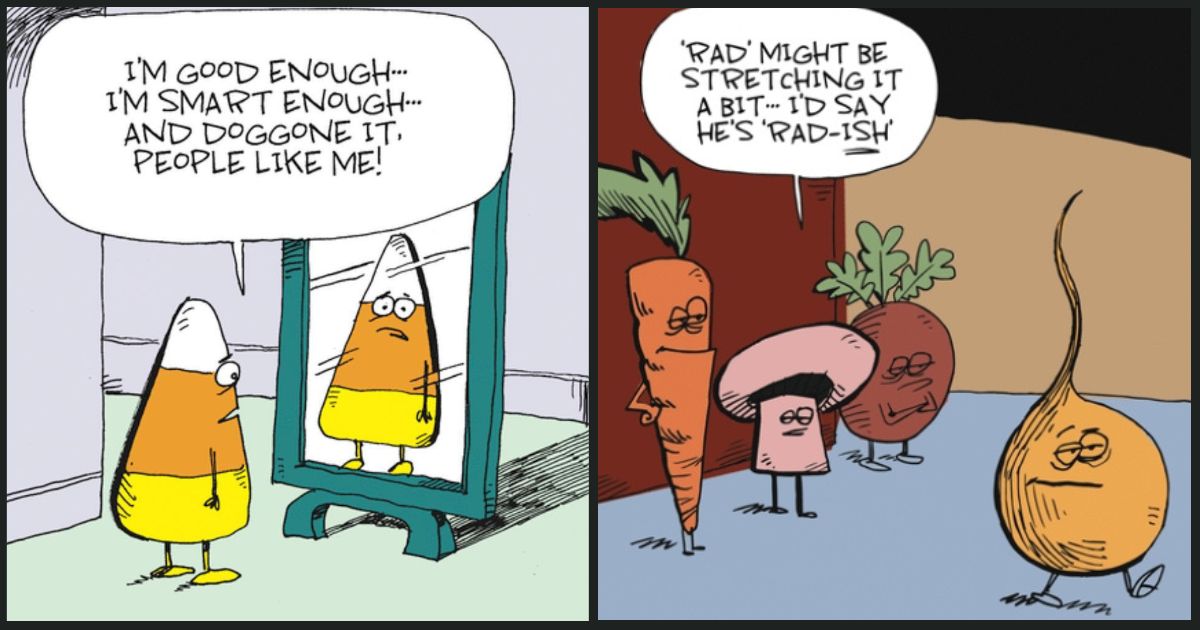 I'M GOOD ENOUGH...
I'M SMART ENOUGH...
AND DOGGONE IT,
PEOPLE LIKE ME!
'RAD' MIGHT BE
STRETCHING IT
A BIT... I'D SAY
HE'S 'RAD-ISH'